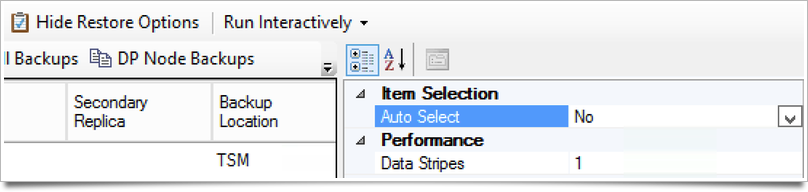 Hide Restore Options Run Interactively
ll Backups DP Node Backups
Secondary Replica Backup Location
TSM
Item Selection
Auto Select No
Performance
Data Stripes 1